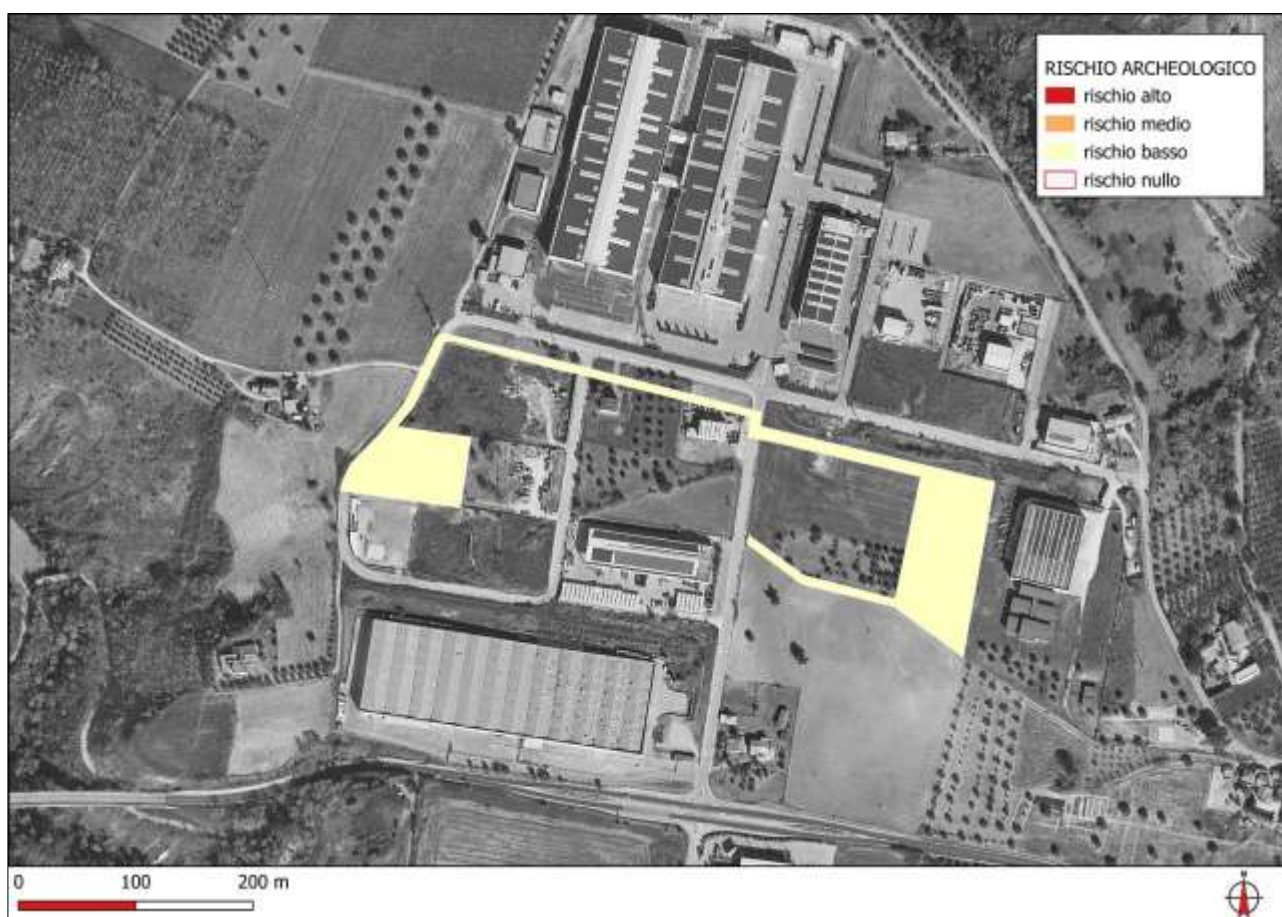 RISCHIO ARCHEOLOGICO
rischio alto
rischio medio
rischio basso
rischio nullo
0 100 200 m
N